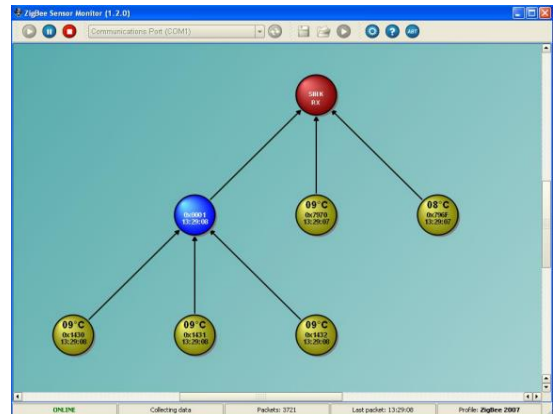 ZigBee Sensor Monitor (1.2.0)
Communications Port (COM1)
SINK
RX
0x0001
13:29:08
09°C
0x7970
13:29:07
08°C
0x796F
13:29:07
09°C
0x1430
13:29:08
09°C
0x1431
13:29:08
09°C
0x1432
13:29:08
ONLINE
Collecting data
Packets: 3721
Last packet: 13:29:08
Profile: ZigBee 2007